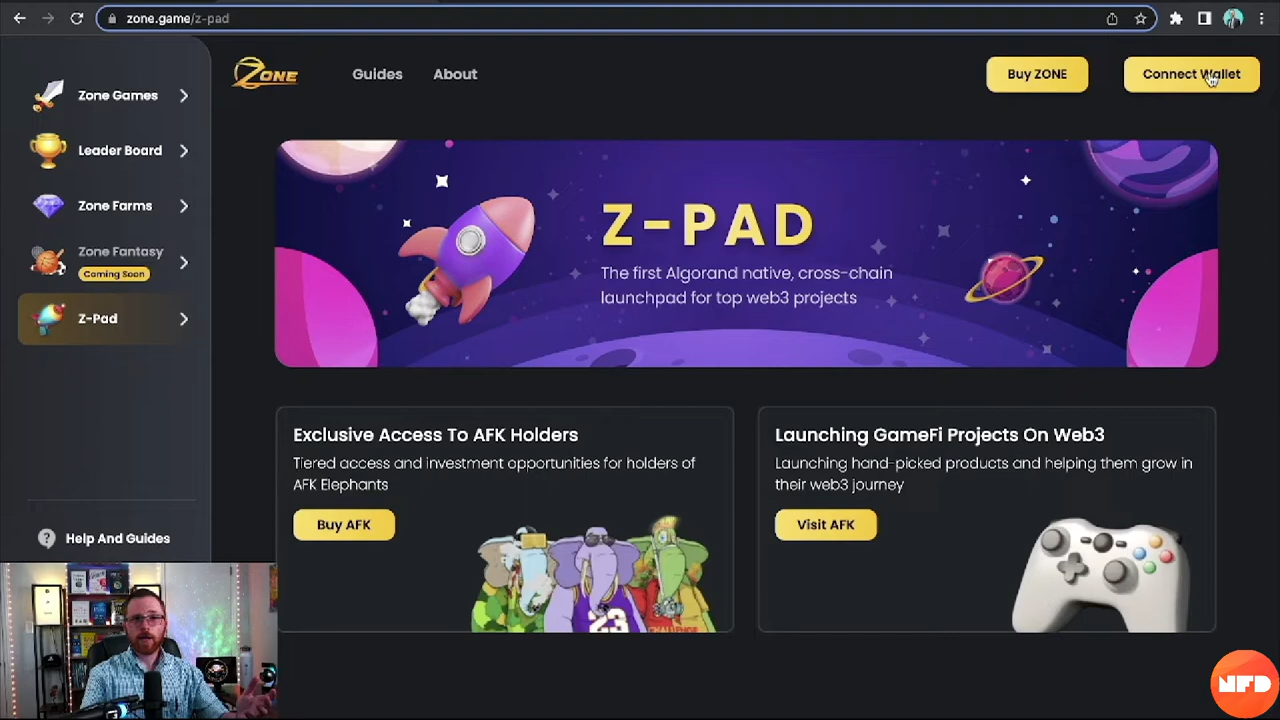 zone.game/z-pad
Zone Games
Leader Board
Zone Farms
Zone Fantasy
Coming Soon
Z-Pad
Help And Guides
ZONE
Guides
About
Buy ZONE
Connect Wallet
Z-PAD
The first Algorand native, cross-chain
launchpad for top web3 projects
Exclusive Access To AFK Holders
Tiered access and investment opportunities for holders of
AFK Elephants
Buy AFK
23
CHALLENGE
Launching GameFi Projects On Web3
Launching hand-picked products and helping them grow in
their web3 journey
Visit AFK
NFD